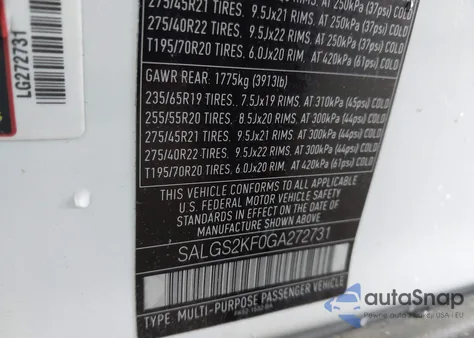 275/45R21 TIRES, 9.5Jx21 RIMS, AT 250kPa (37psi) COLD
275/40R22 TIRES, 9.5Jx22 RIMS, AT 250kPa (37psi) COLD
T195/70R20 TIRES, 6.0Jx20 RIM, AT 420kPa (61psi) COLD
GAWR REAR: 1775kg (3913lb)
235/65R19 TIRES, 7.5Jx19 RIMS, AT 310kPa (45psi) COLD
255/55R20 TIRES, 8.5Jx20 RIMS, AT 300kPa (44psi) COLD
275/45R21 TIRES, 9.5Jx21 RIMS, AT 300kPa (44psi) COLD
275/40R22 TIRES, 9.5Jx22 RIMS, AT 300kPa (44psi) COLD
T195/70R20 TIRES, 6.0Jx20 RIM, AT 420kPa (61psi) COLD
THIS VEHICLE CONFORMS TO ALL APPLICABLE
U.S. FEDERAL MOTOR VEHICLE SAFETY
STANDARDS IN EFFECT ON THE DATE OF
MANUFACTURE SHOWN ABOVE.
SALGS2KF0GA272731
TYPE: MULTI-PURPOSE PASSENGER VEHICLE
LG272731
autoSnap